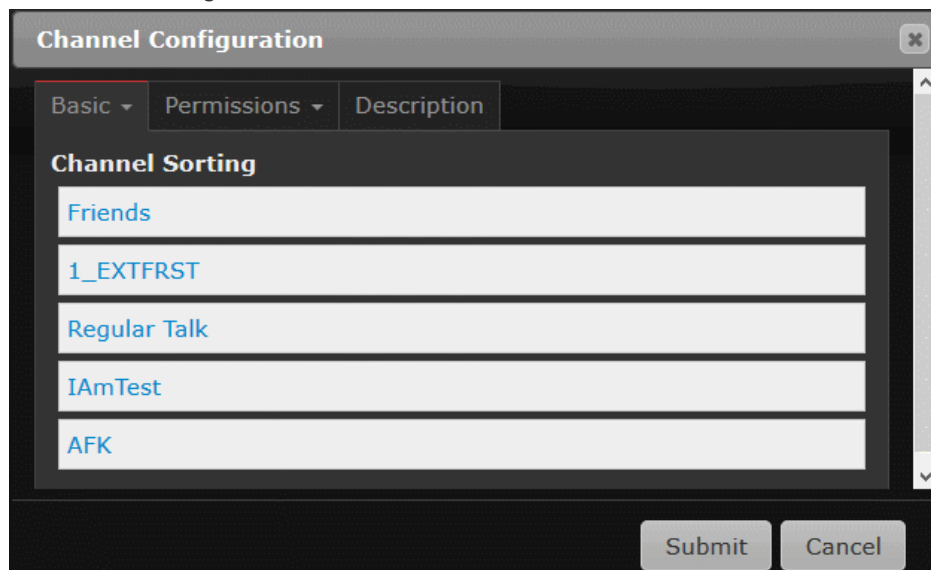 Channel Configuration
Basic Permissions Description
Channel Sorting
Friends
1_EXTFRST
Regular Talk
IAmTest
AFK
Submit Cancel